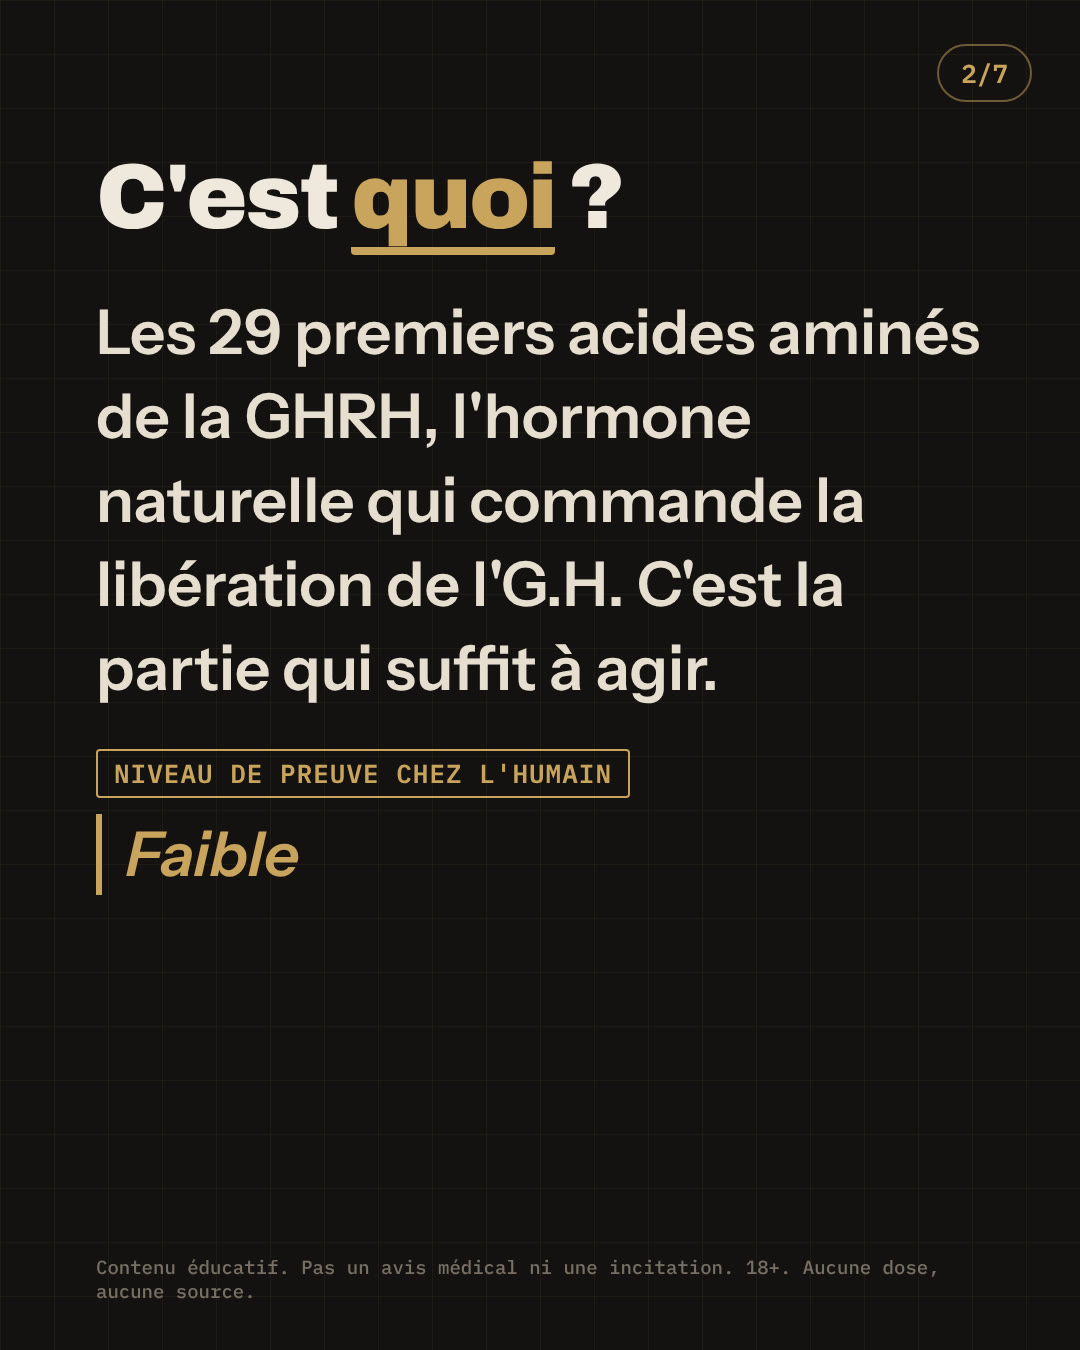 2/7
C'est quoi ?
Les 29 premiers acides aminés
de la GHRH, l'hormone
naturelle qui commande la
libération de l'G.H. C'est la
partie qui suffit à agir.
NIVEAU DE PREUVE CHEZ L'HUMAIN
Faible
Contenu éducatif. Pas un avis médical ni une incitation. 18+. Aucune dose,
aucune source.